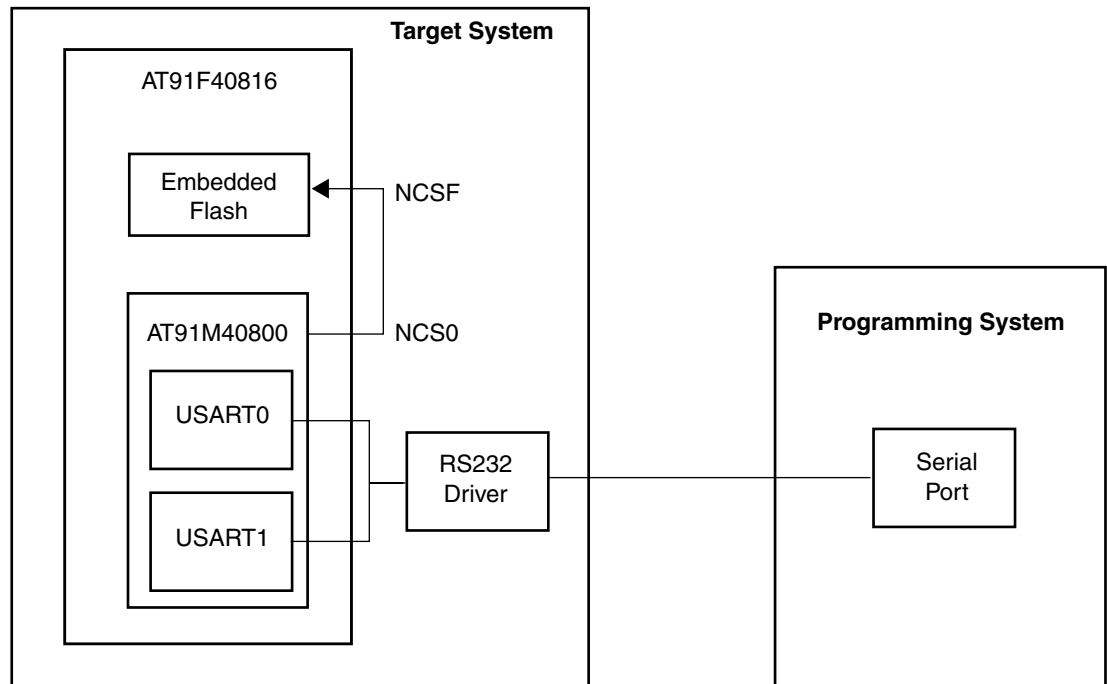 Target System
AT91F40816
Embedded
Flash
NCSF
AT91M40800
NCS0
USART0
USART1
RS232
Driver
Programming System
Serial
Port